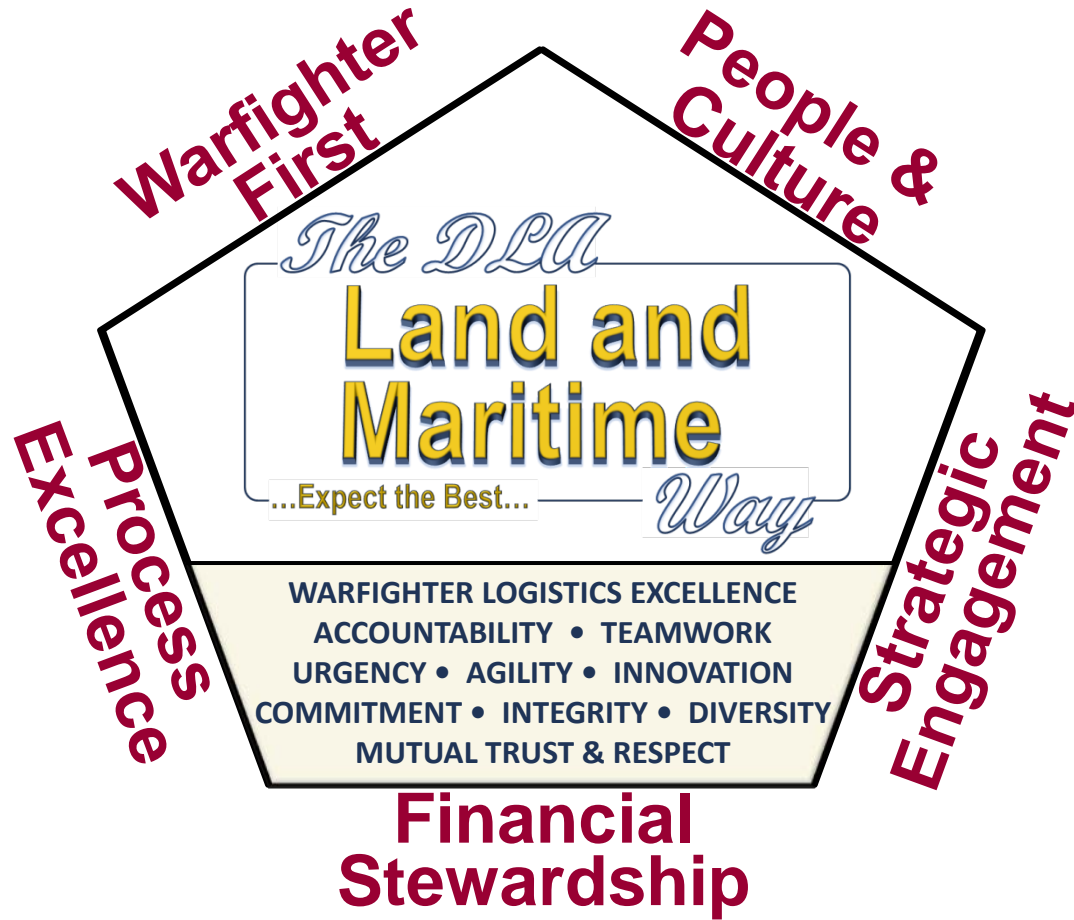 Warfighter
First
People &
Culture
The DLA
Land and
Maritime
...Expect the Best...
Way
Process
Excellence
Strategic
Engagement
WARFIGHTER LOGISTICS EXCELLENCE
ACCOUNTABILITY • TEAMWORK
URGENCY • AGILITY • INNOVATION
COMMITMENT • INTEGRITY • DIVERSITY
MUTUAL TRUST & RESPECT
Financial
Stewardship